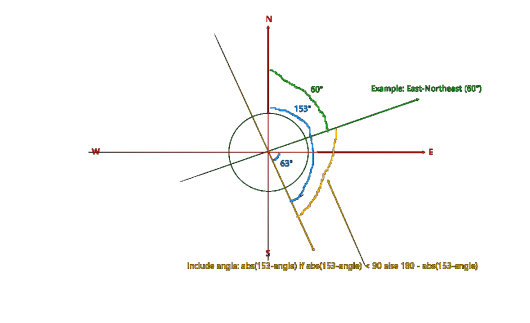 N
60°
Example: East-Northeast (60°)
153°
W
E
63°
S
Include angle: abs(153-angle) if abs(153-angle) < 90 else 180 - abs(153-angle)